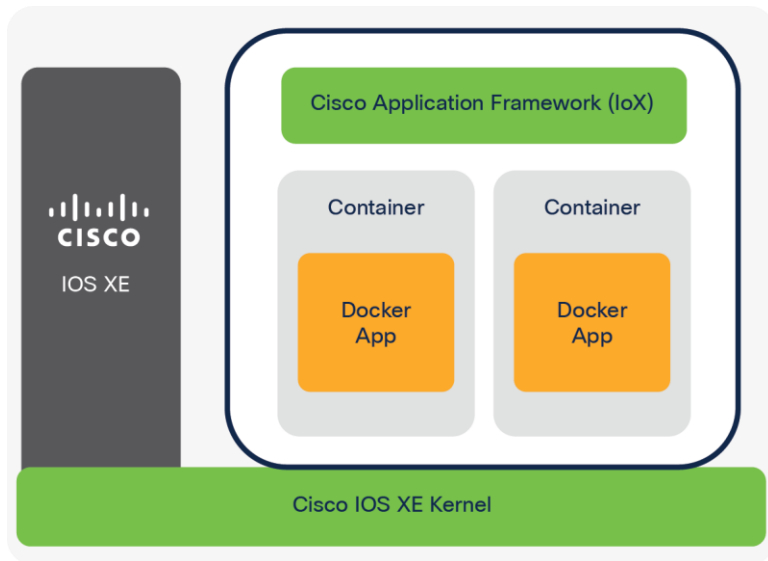 Cisco Application Framework (IoX)
CISCO
IOS XE
Container
Container
Docker
App
Docker
App
Cisco IOS XE Kernel